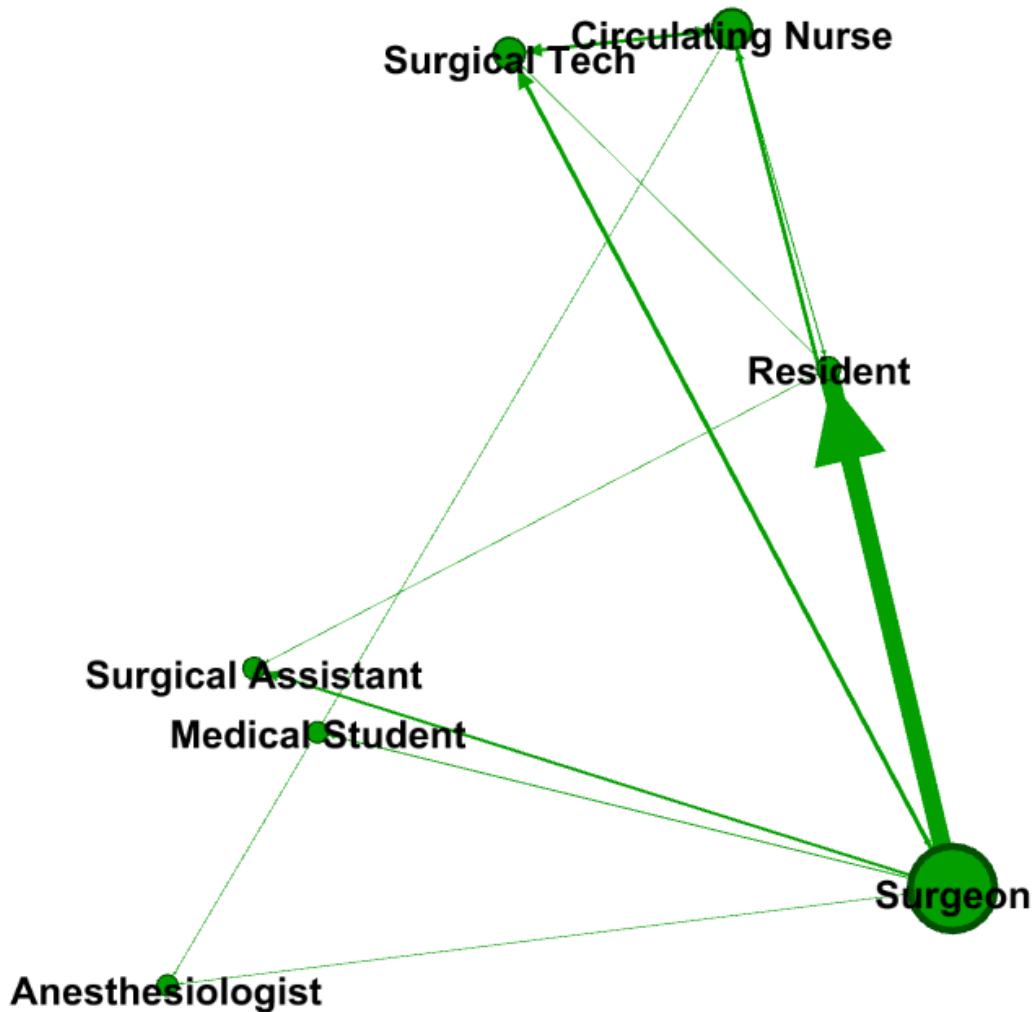 Circulating Nurse
Surgical Tech
Resident
Surgical Assistant
Medical Student
Surgeon
Anesthesiologist